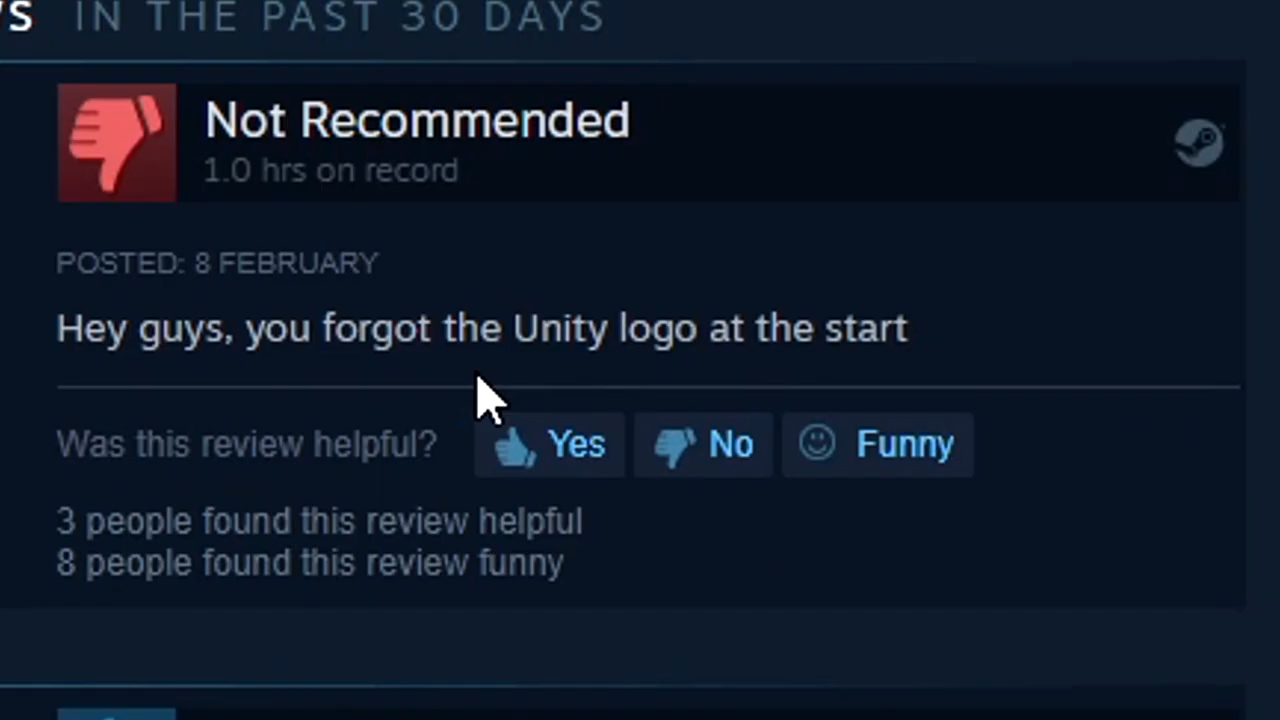 IN THE PAST 30 DAYS
Not Recommended
1.0 hrs on record
POSTED: 8 FEBRUARY
Hey guys, you forgot the Unity logo at the start
Was this review helpful? Yes No Funny
3 people found this review helpful
8 people found this review funny